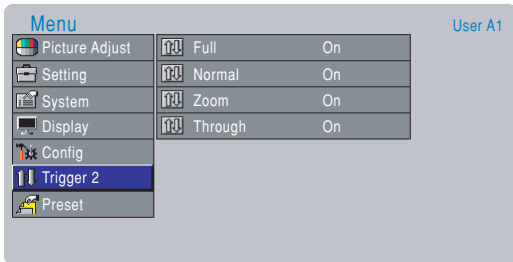 Menu User A1
Picture Adjust Full On
Setting Normal On
System Zoom On
Display Through On
Config
Trigger 2
Preset